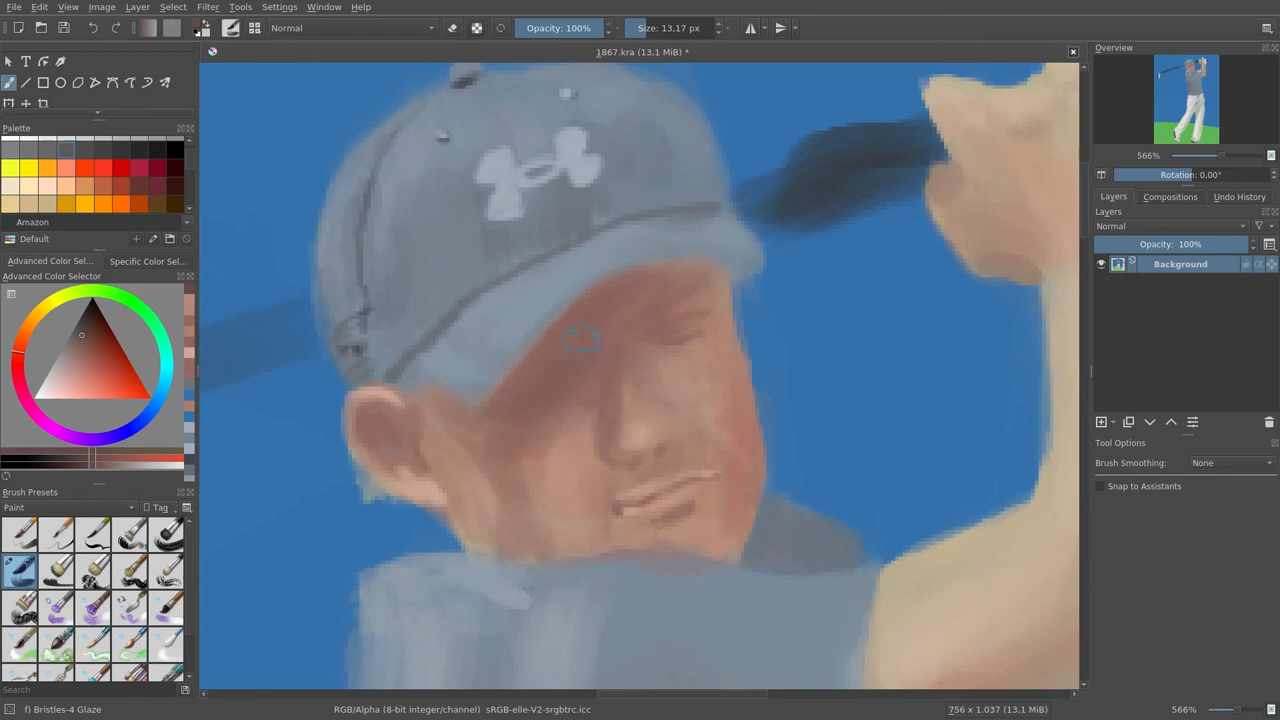 File Edit View Image Layer Select Filter Tools Settings Window Help
Normal Opacity: 100% Size: 13,17 px
1867.kra (13,1 MiB) *
Overview
566%
Rotation: 0,00°
Palette
Amazon
Default
Advanced Color Sel... Specific Color Sel...
Advanced Color Selector
Brush Presets
Paint Tag
Search
Layers Compositions Undo History
Layers
Normal
Opacity: 100%
Background
Tool Options
Brush Smoothing: None
Snap to Assistants
f) Bristles-4 Glaze RGB/Alpha (8-bit integer/channel) sRGB-elle-V2-srgbtrc.icc 756 x 1.037 (13,1 MiB) 566%